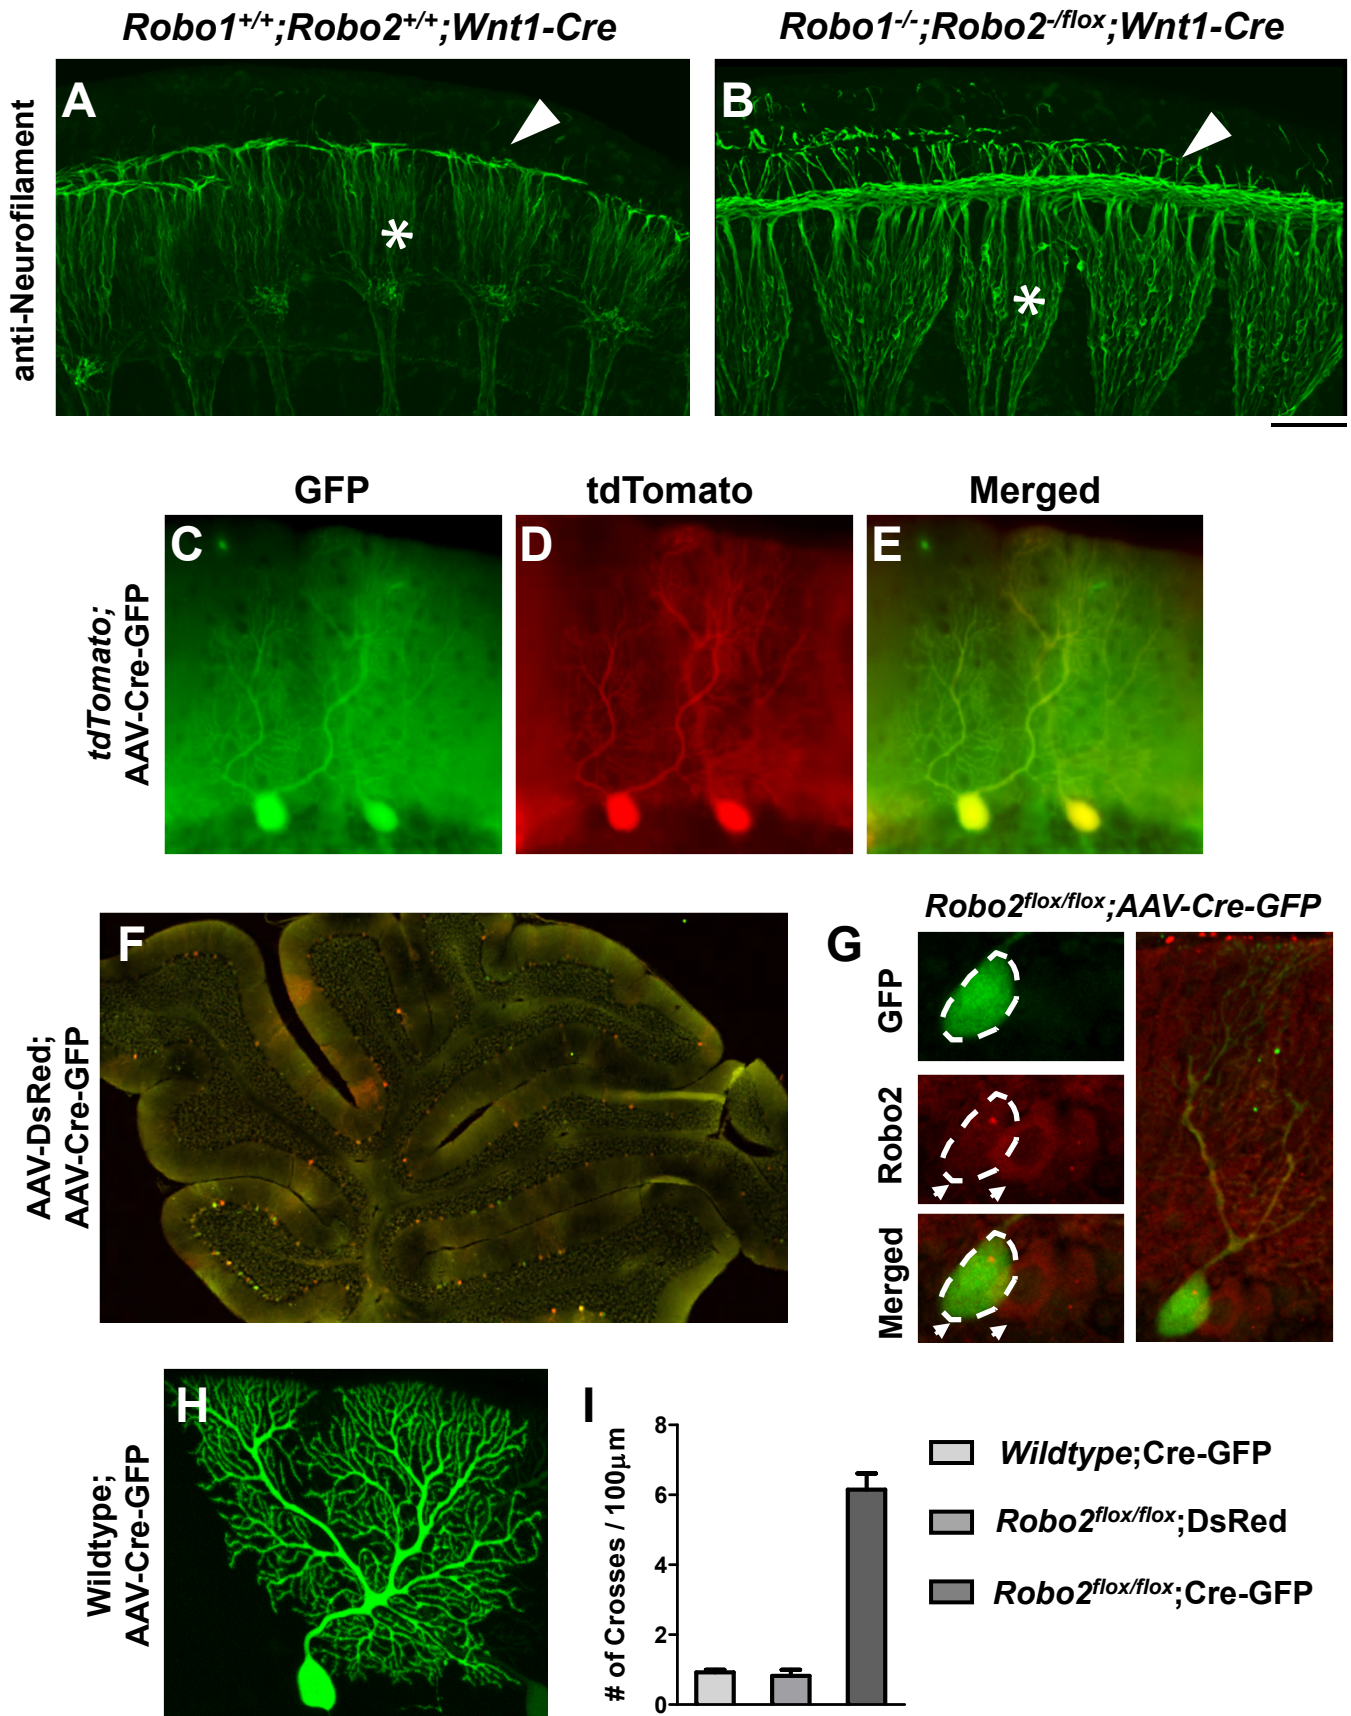 Robo1+/+;Robo2+/+;Wnt1-Cre
Robo1-/-;Robo2-/flox;Wnt1-Cre
anti-Neurofilament
A
*
B
*
GFP
tdTomato
Merged
tdTomato;
AAV-Cre-GFP
C
D
E
AAV-DsRed;
AAV-Cre-GFP
F
Robo2flox/flox;AAV-Cre-GFP
G
GFP
Robo2
Merged
Wildtype;
AAV-Cre-GFP
H
I
# of Crosses / 100μm
8
6
4
2
0
Wildtype;Cre-GFP
Robo2flox/flox;DsRed
Robo2flox/flox;Cre-GFP